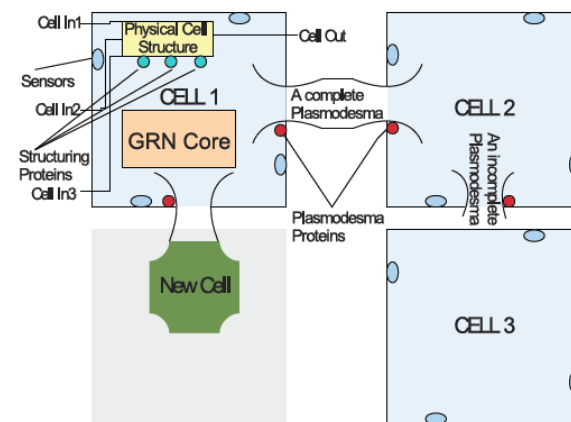 Cell In1
Physical Cell
Structure
Cell Out
Sensors
Cell In2
CELL 1
A complete
Plasmodesma
CELL 2
GRN Core
Structuring
Proteins
Cell In3
An incomplete
Plasmodesma
Plasmodesma
Proteins
New Cell
CELL 3